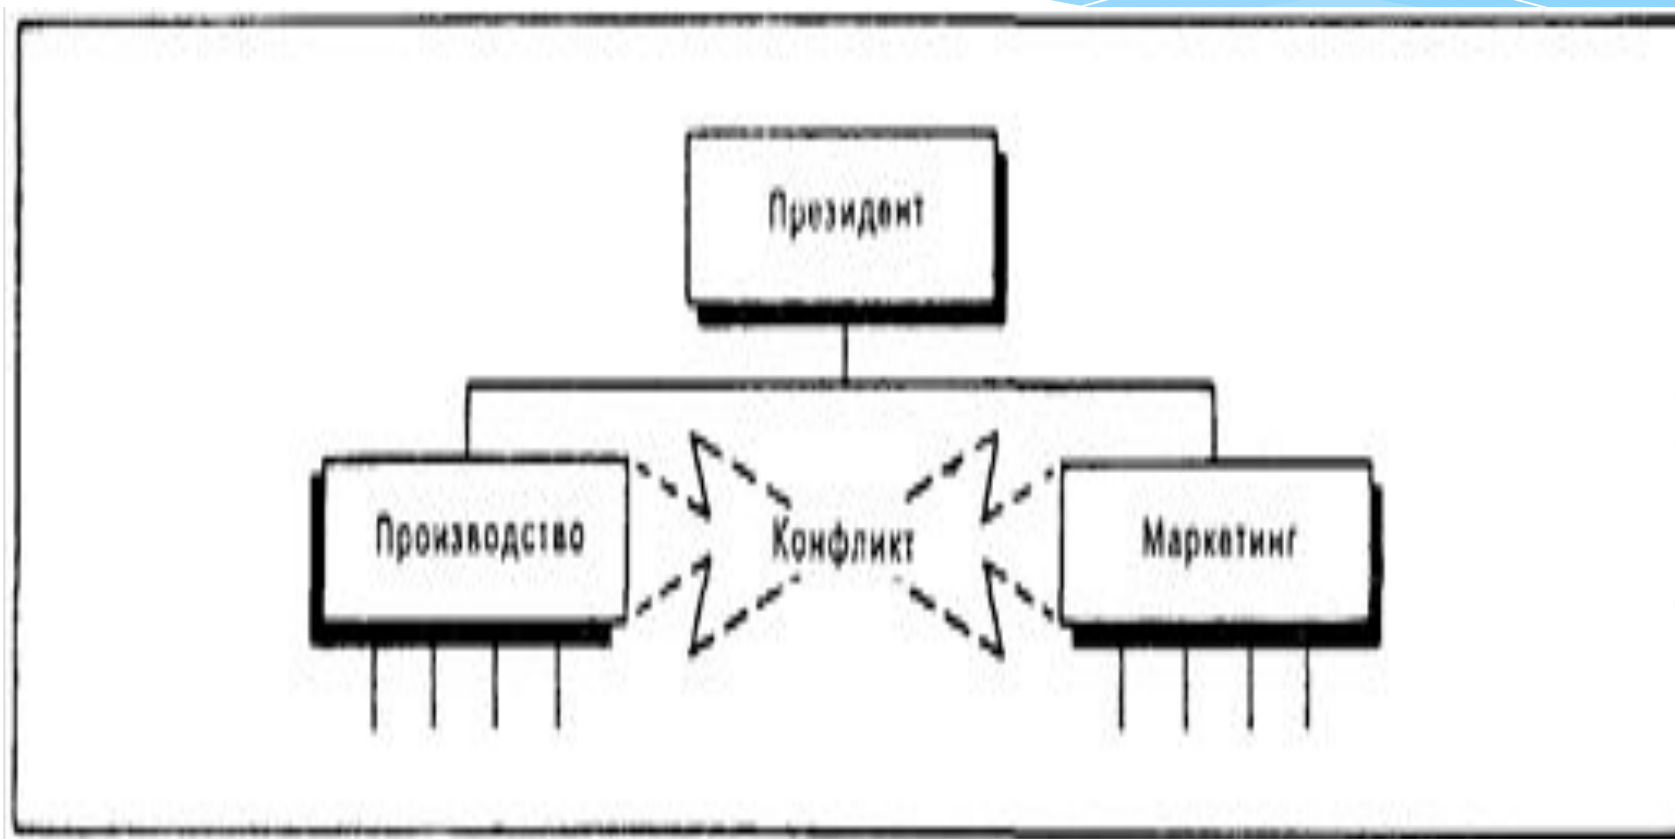 Президент
Производство
Конфликт
Маркетинг